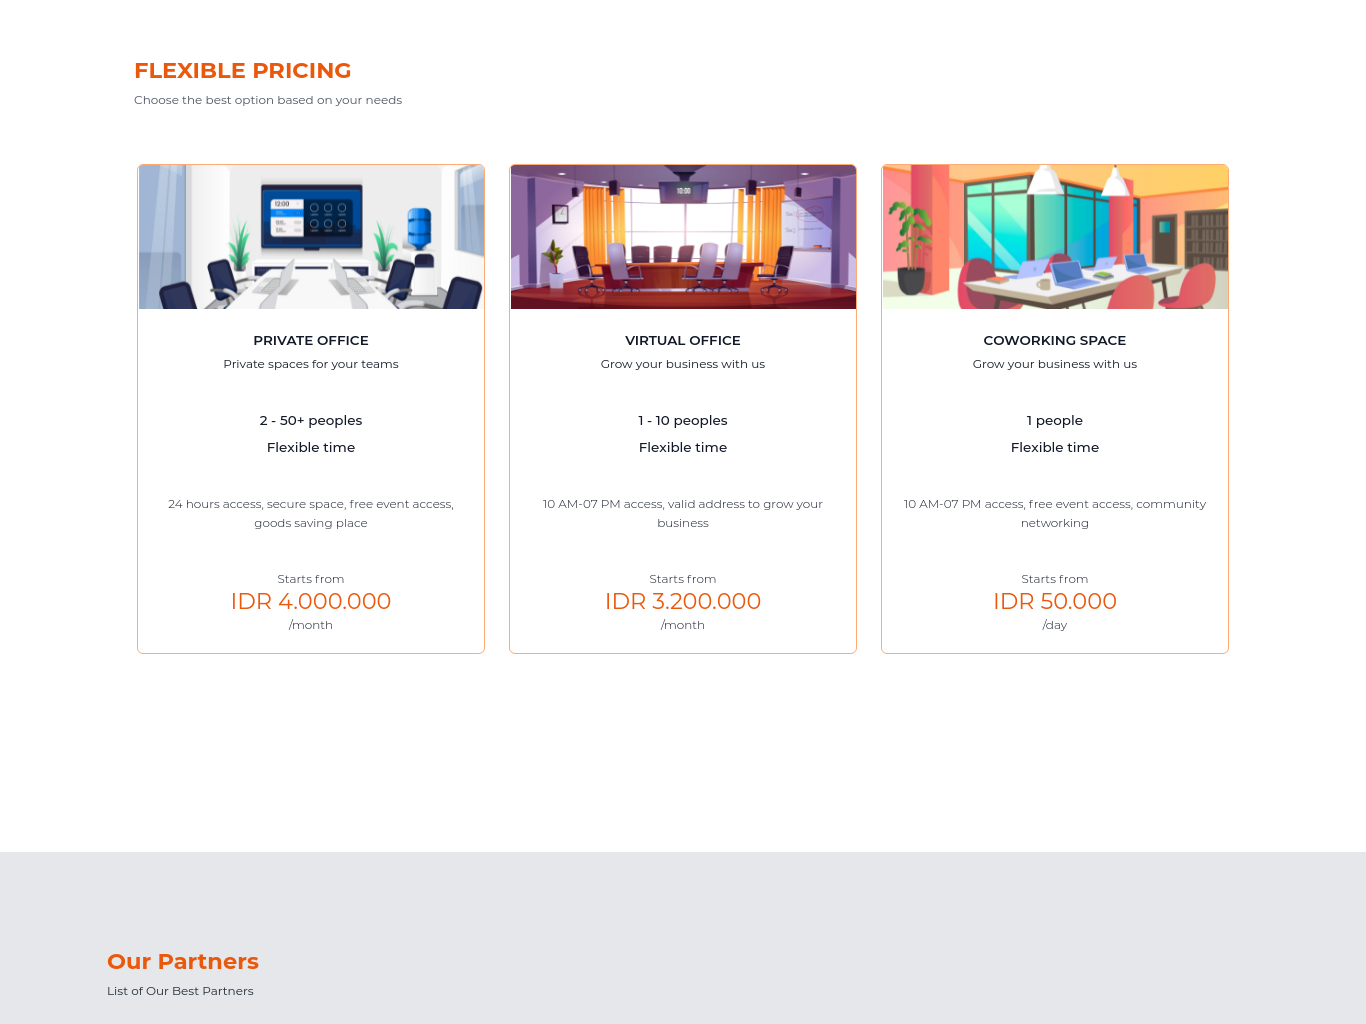 FLEXIBLE PRICING
Choose the best option based on your needs
12:00
PRIVATE OFFICE
Private spaces for your teams
2 - 50+ peoples
Flexible time
24 hours access, secure space, free event access,
goods saving place
Starts from
IDR 4.000.000
/month
10:00
VIRTUAL OFFICE
Grow your business with us
1 - 10 peoples
Flexible time
10 AM-07 PM access, valid address to grow your
business
Starts from
IDR 3.200.000
/month
COWORKING SPACE
Grow your business with us
1 people
Flexible time
10 AM-07 PM access, free event access, community
networking
Starts from
IDR 50.000
/day
Our Partners
List of Our Best Partners